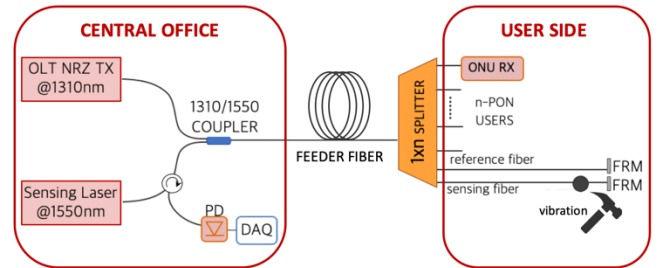 CENTRAL OFFICE
OLT NRZ TX
@1310nm
1310/1550
COUPLER
Sensing Laser
@1550nm
PD
DAQ
FEEDER FIBER
1xn SPLITTER
USER SIDE
ONU RX
n-PON
USERS
reference fiber
FRM
sensing fiber
FRM
vibration